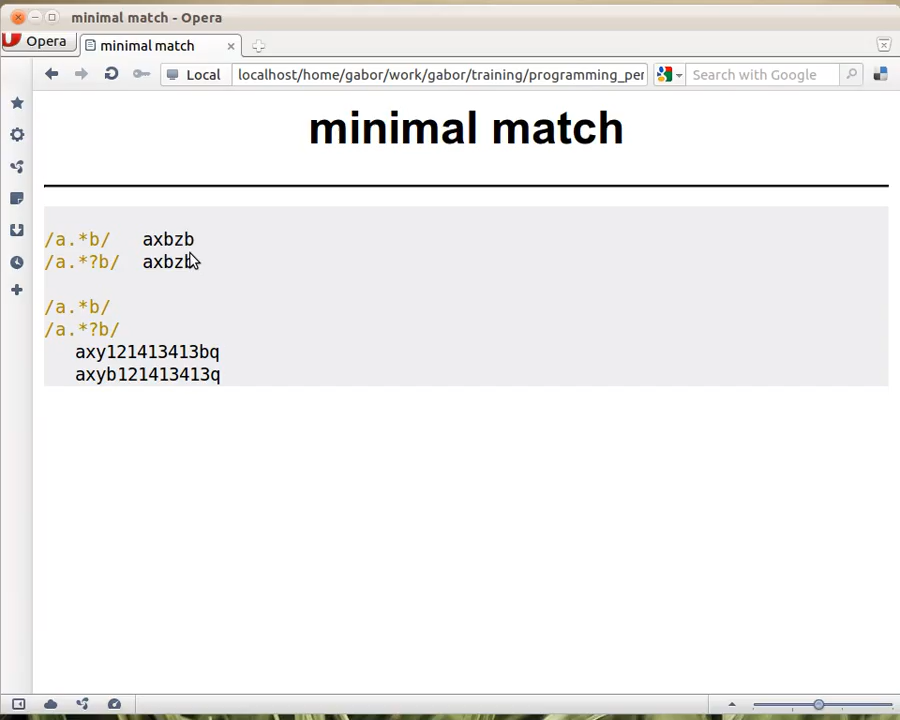 minimal match - Opera
Opera
minimal match
Local
localhost/home/gabor/work/gabor/training/programming_per
Search with Google
minimal match
/a.*b/ axbzb
/a.*?b/ axbzb
/a.*b/
/a.*?b/
axy121413413bq
axyb121413413q